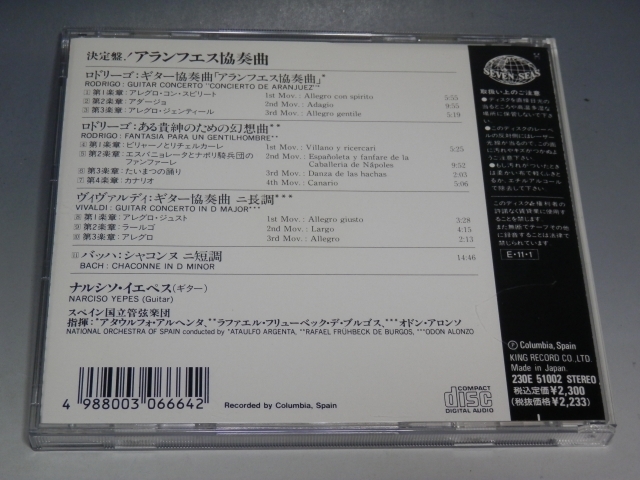 決定盤!アランフエス協奏曲
ロドリーゴ:ギター協奏曲「アランフエス協奏曲」*
RODRIGO: GUITAR CONCERTO "CONCIERTO DE ARANJUEZ"*
①第1楽章:アレグロ・コン・スピリート 1st Mov.: Allegro con spirito 5:55
②第2楽章:アダージョ 2nd Mov.: Adagio 9:55
③第3楽章:アレグロ・ジェンティール 3rd Mov.: Allegro gentile 5:19
ロドリーゴ:ある貴紳のための幻想曲**
RODRIGO: FANTASIA PARA UN GENTILHOMBRE**
④第1楽章:ビリャーノとリチェルカーレ 1st Mov.: Villano y ricercari 5:25
⑤第2楽章:エスパニョレータとナポリ騎兵団の 2nd Mov.: Españoleta y fanfare de la
ファンファーレ Caballeria de Nápoles 9:52
⑥第3楽章:たいまつの踊り 3rd Mov.: Danza de las hachas 2:33
⑦第4楽章:カナリオ 4th Mov.: Canario 5:06
ヴィヴァルディ:ギター協奏曲 ニ長調***
VIVALDI: GUITAR CONCERTO IN D MAJOR***
⑧第1楽章:アレグロ・ジュスト 1st Mov.: Allegro giusto 3:28
⑨第2楽章:ラールゴ 2nd Mov.: Largo 4:15
⑩第3楽章:アレグロ 3rd Mov.: Allegro 2:13
⑪バッハ:シャコンヌ ニ短調 14:46
BACH: CHACONNE IN D MINOR
ナルシソ・イエペス(ギター)
NARCISO YEPES (Guitar)
スペイン国立管弦楽団
指揮:*アタウルフォ・アルヘンタ、**ラファエル・フリューベック・デ・ブルゴス、***オドン・アロンソ
NATIONAL ORCHESTRA OF SPAIN conducted by *ATAULFO ARGENTA, **RAFAEL FRÜHBECK DE BURGOS, ***ODON ALONZO
4 988003 066642
Recorded by Columbia, Spain
COMPACT
disc
DIGITAL AUDIO
SEVEN SEAS
取扱い上のご注意
E・11・1
Ⓟ Columbia, Spain
KING RECORD CO., LTD.
Made in Japan.
230E 51002 STEREO
税込定価¥2,300
(税抜価格¥2,233)